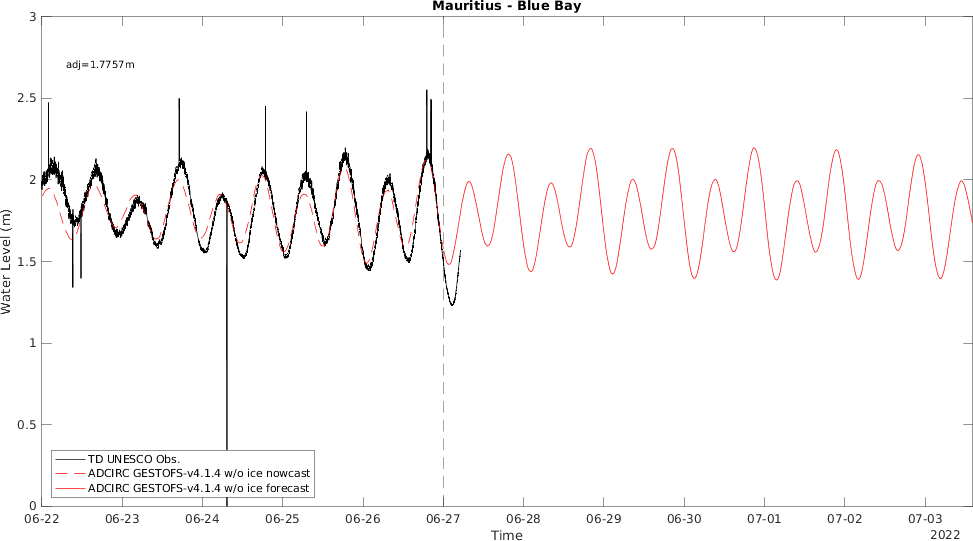 Mauritius - Blue Bay
3
adj=1.7757m
2.5
2
1.5
1
0.5
0
Water Level (m)
TD UNESCO Obs.
ADCIRC GESTOFS-v4.1.4 w/o ice nowcast
ADCIRC GESTOFS-v4.1.4 w/o ice forecast
06-22 06-23 06-24 06-25 06-26 06-27 06-28 06-29 06-30 07-01 07-02 07-03
Time
2022